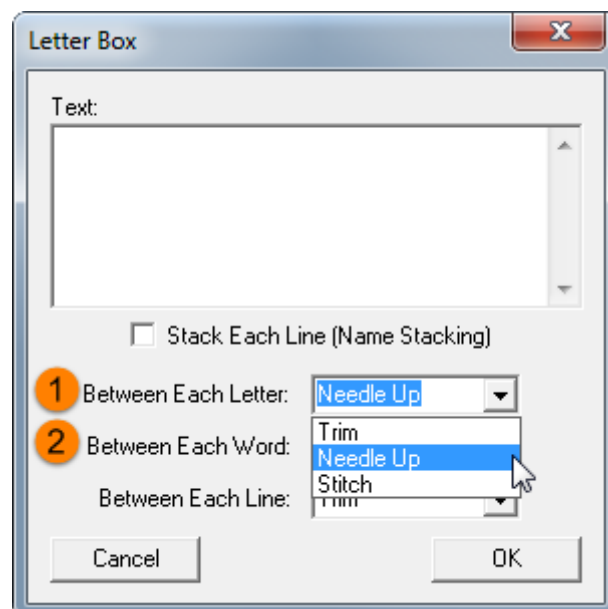 Letter Box
Text:
Stack Each Line (Name Stacking)
1 Between Each Letter: Needle Up
Trim
2 Between Each Word: Needle Up
Stitch
Between Each Line: Trim
Cancel OK